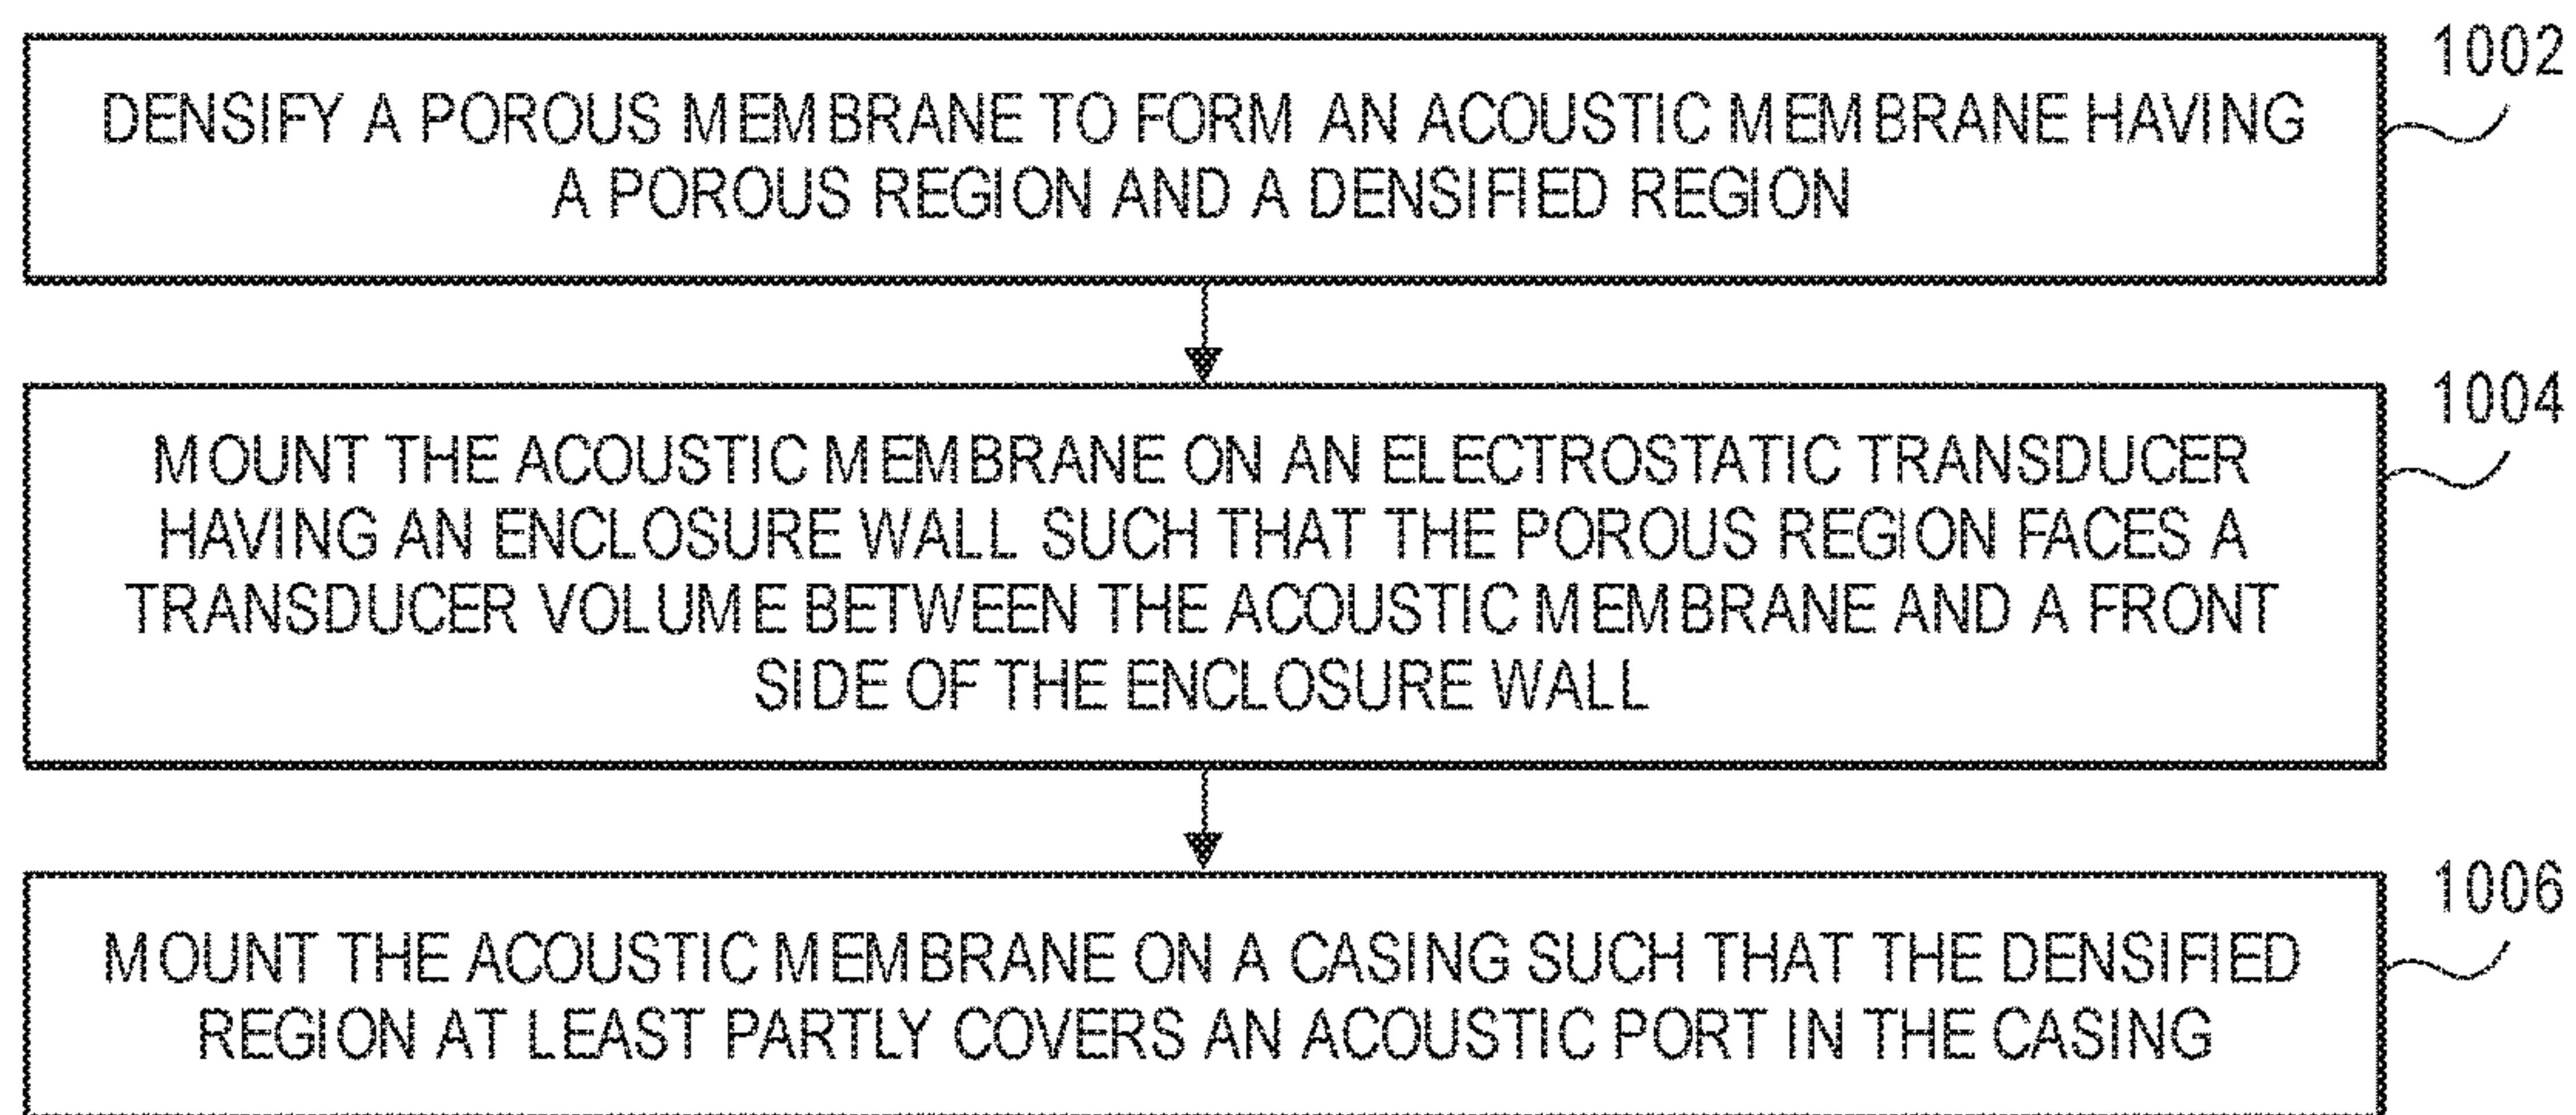 1002
DENSIFY A POROUS MEMBRANE TO FORM AN ACOUSTIC MEMBRANE HAVING
A POROUS REGION AND A DENSIFIED REGION
1004
MOUNT THE ACOUSTIC MEMBRANE ON AN ELECTROSTATIC TRANSDUCER
HAVING AN ENCLOSURE WALL SUCH THAT THE POROUS REGION FACES A
TRANSDUCER VOLUME BETWEEN THE ACOUSTIC MEMBRANE AND A FRONT
SIDE OF THE ENCLOSURE WALL
1006
MOUNT THE ACOUSTIC MEMBRANE ON A CASING SUCH THAT THE DENSIFIED
REGION AT LEAST PARTLY COVERS AN ACOUSTIC PORT IN THE CASING